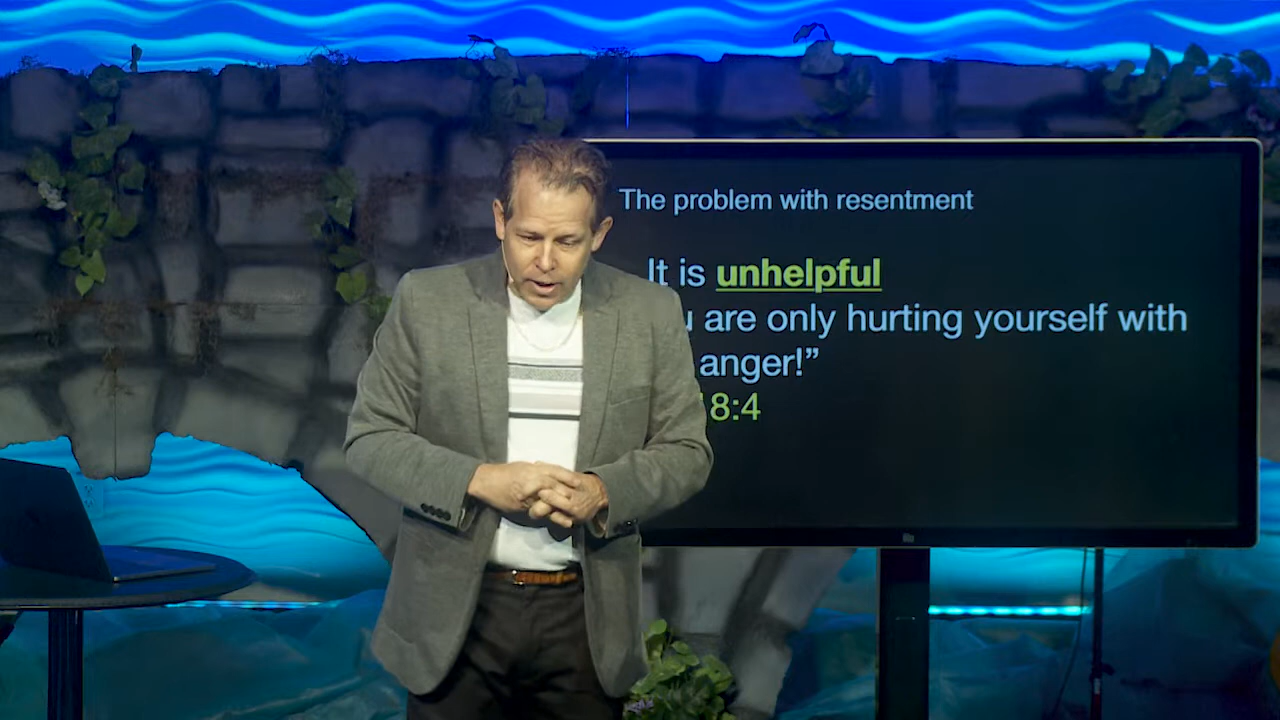 The problem with resentment
It is unhelpful
are only hurting yourself with
anger!”
8:4